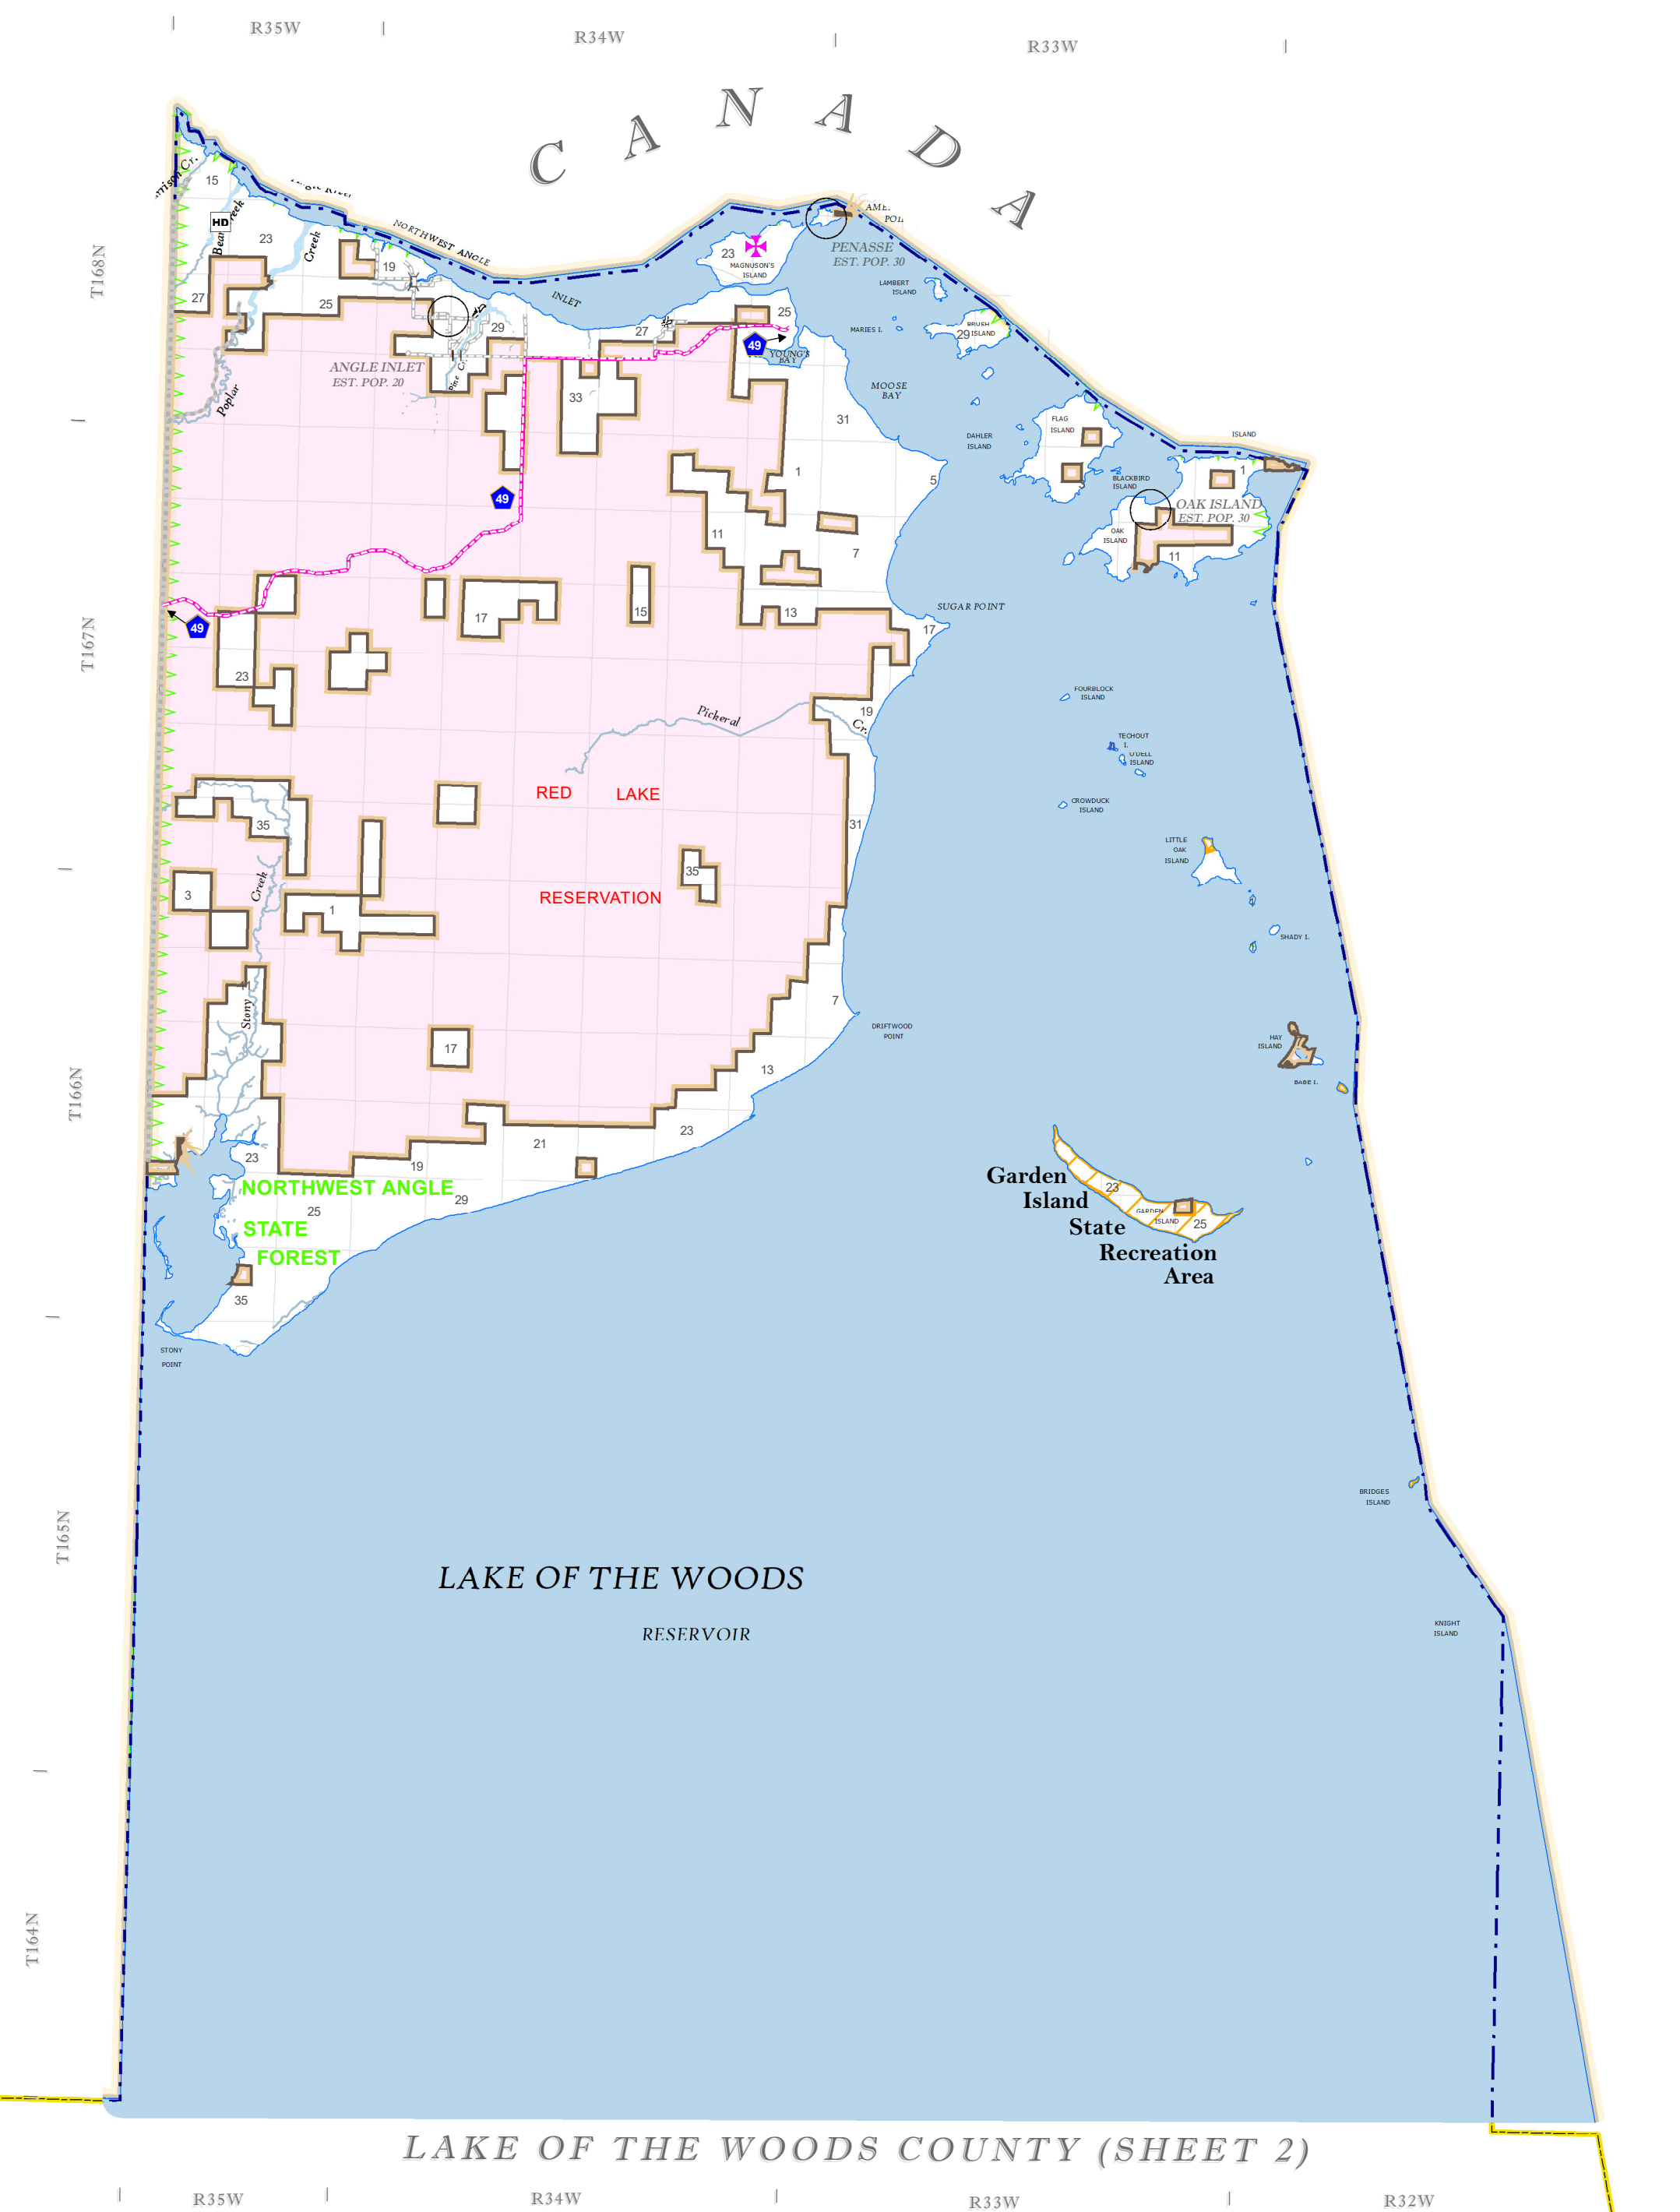 R35W
R34W
R33W
CANADA
T168N
15
HD
23
Creek
NORTHWEST ANGLE
INLET
19
27
25
29
27
25
23
MAGNUSON'S
ISLAND
PENASSE
EST. POP. 30
LAMBERT
ISLAND
MARIES I.
29
BRUSH
ISLAND
49
YOUNG'S
BAY
MOOSE
BAY
ANGLE INLET
EST. POP. 20
Pine
Poplar
33
31
FLAG
ISLAND
DAHLER
ISLAND
ISLAND
1
5
3
1
BLACKBIRD
ISLAND
49
OAK ISLAND
EST. POP. 30
OAK
ISLAND
11
11
7
T167N
49
17
15
13
SUGAR POINT
17
23
FOURBLOCK
ISLAND
Pickeral
Cr.
19
TECHOUT
I.
O'DELL
ISLAND
RED LAKE
CROWDUCK
ISLAND
35
31
LITTLE
OAK
ISLAND
35
3
Creek
RESERVATION
1
SHADY I.
11
Stony
7
DRIFTWOOD
POINT
HAY
ISLAND
17
13
BABE I.
T166N
23
21
23
19
Garden
Island
State
Recreation
Area
23
GARDEN
ISLAND
25
NORTHWEST ANGLE
STATE
FOREST
29
25
35
STONY
POINT
BRIDGES
ISLAND
T165N
LAKE OF THE WOODS
RESERVOIR
KNIGHT
ISLAND
T164N
LAKE OF THE WOODS COUNTY (SHEET 2)
R35W
R34W
R33W
R32W